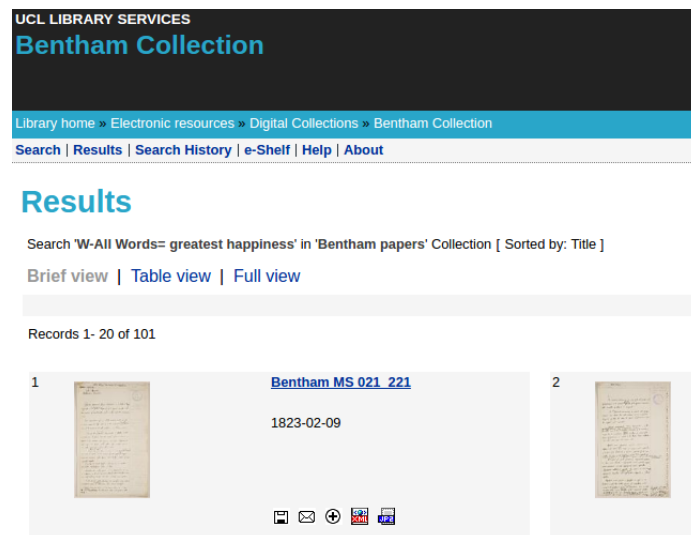 UCL LIBRARY SERVICES
Bentham Collection
Library home » Electronic resources » Digital Collections » Bentham Collection
Search | Results | Search History | e-Shelf | Help | About
Results
Search 'W-All Words= greatest happiness' in 'Bentham papers' Collection [ Sorted by: Title ]
Brief view | Table view | Full view
Records 1- 20 of 101
1
Bentham MS 021_221
1823-02-09
XML
JP2
2